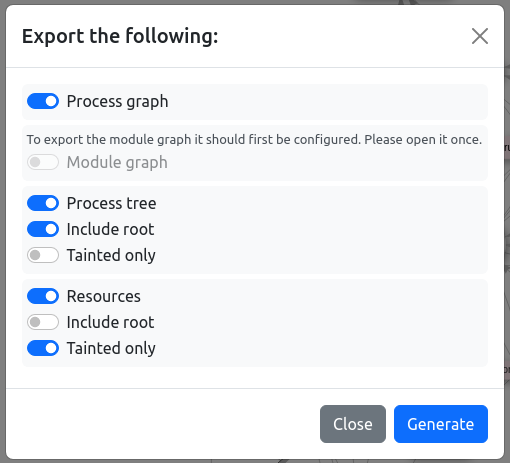 Export the following:
Process graph
To export the module graph it should first be configured. Please open it once.
Module graph
Process tree
Include root
Tainted only
Resources
Include root
Tainted only
Close Generate